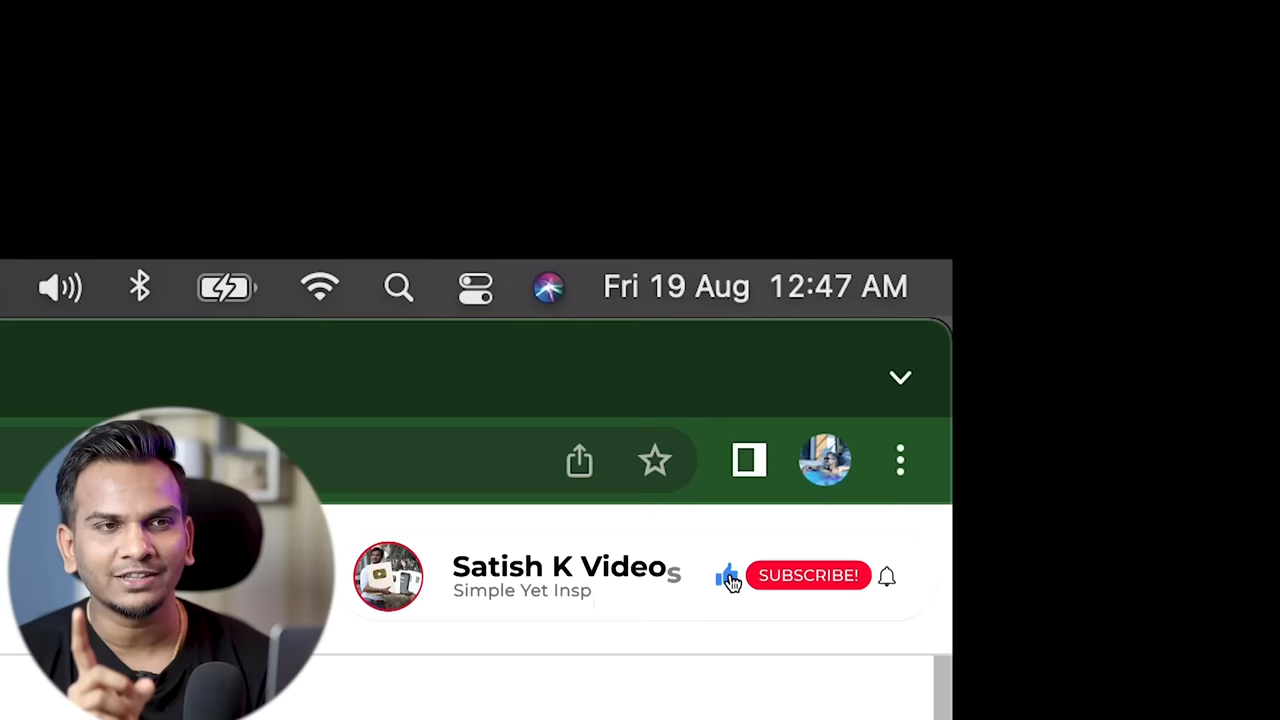 Fri 19 Aug 12:47 AM
Satish K Videos
Simple Yet Insp
SUBSCRIBE!